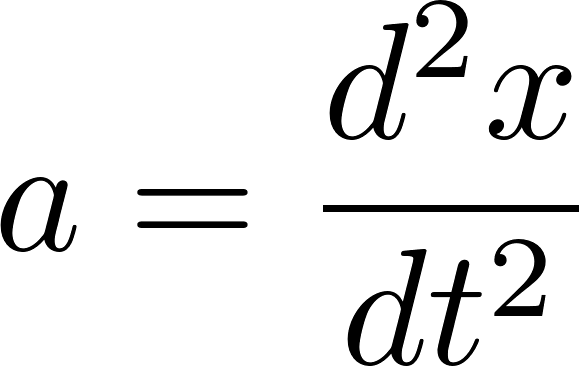 a = d²x/dt²